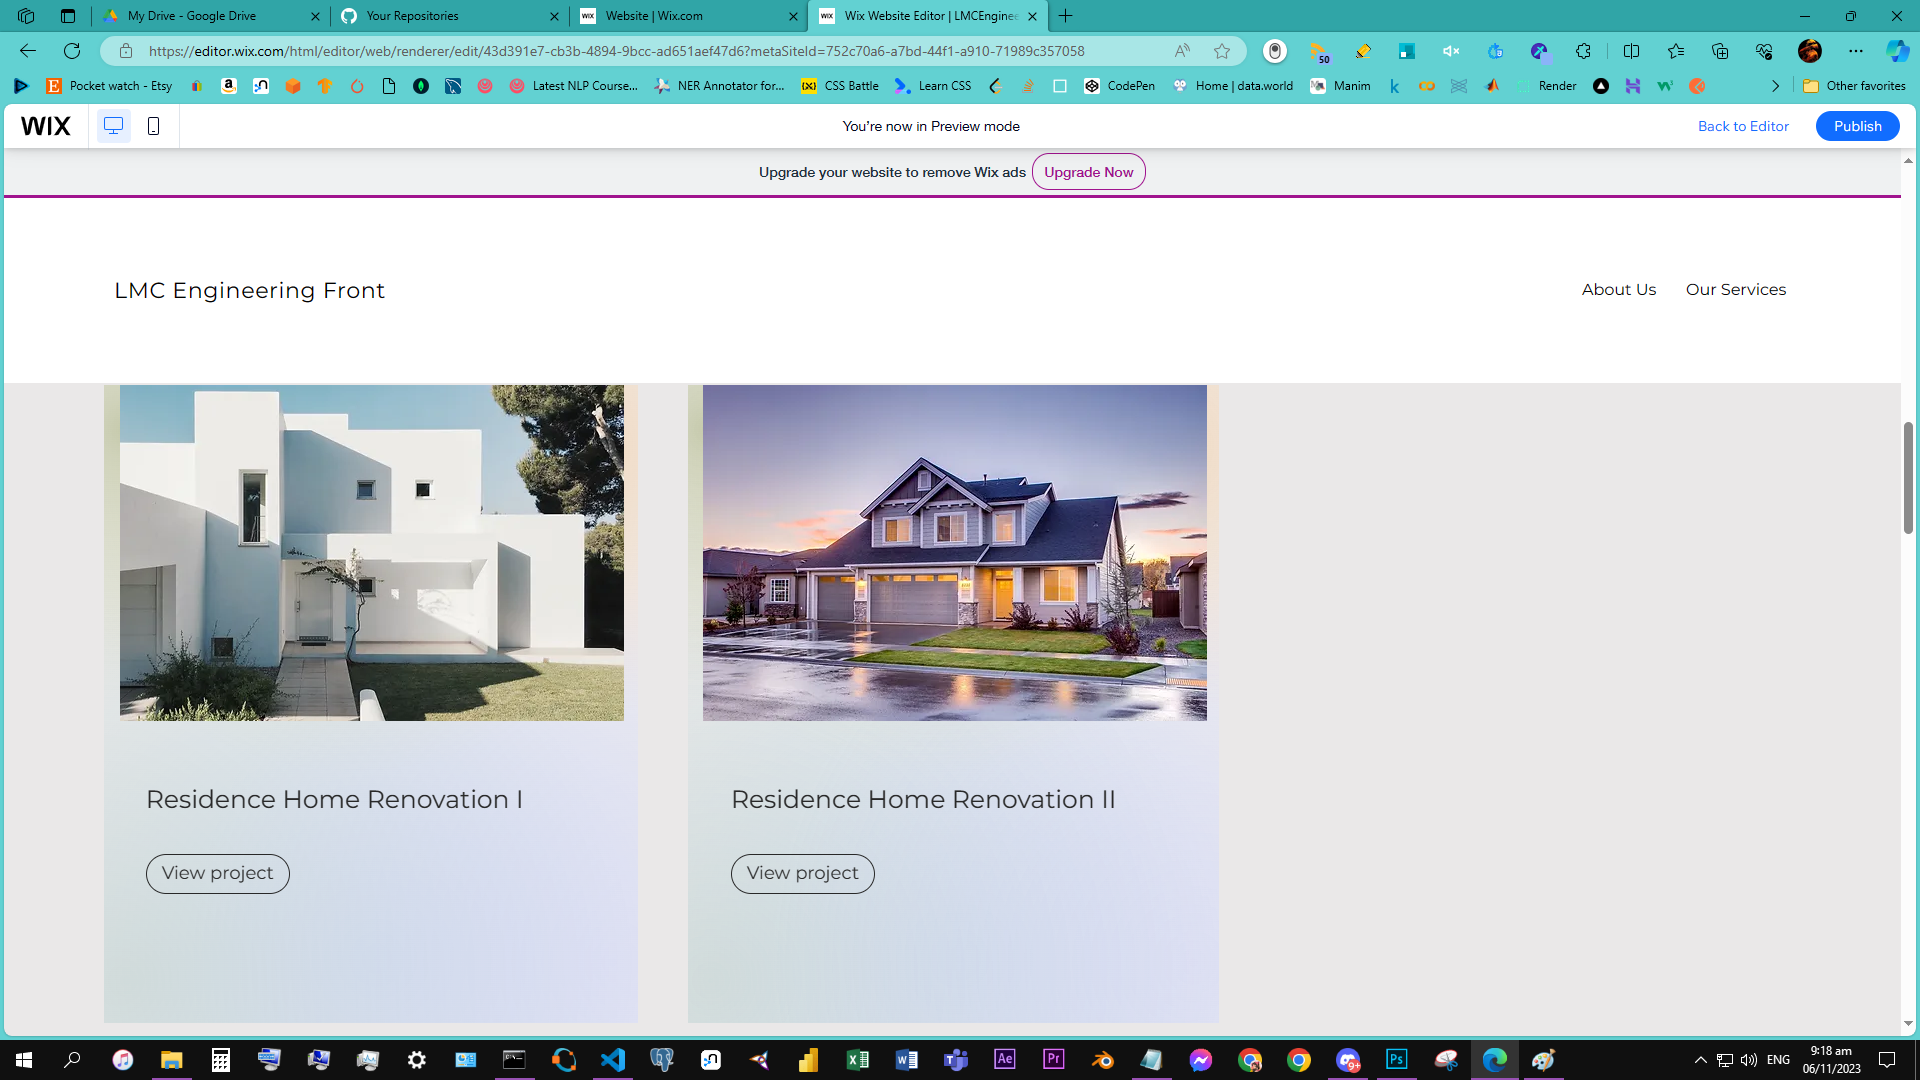 My Drive - Google Drive
Your Repositories
WiX Website | Wix.com
WiX Wix Website Editor | LMCEnginee
https://editor.wix.com/html/editor/web/renderer/edit/43d391e7-cb3b-4894-9bcc-ad651aef47d6?metaSiteId=752c70a6-a7bd-44f1-a910-71989c357058
50
Pocket watch - Etsy
Latest NLP Course...
NER Annotator for...
CSS Battle
Learn CSS
CodePen
Home | data.world
Manim
Render
Other favorites
WIX
You're now in Preview mode
Back to Editor
Publish
Upgrade your website to remove Wix ads
Upgrade Now
LMC Engineering Front
About Us
Our Services
Residence Home Renovation I
Residence Home Renovation II
View project
View project
9+
ENG
9:18 am
06/11/2023